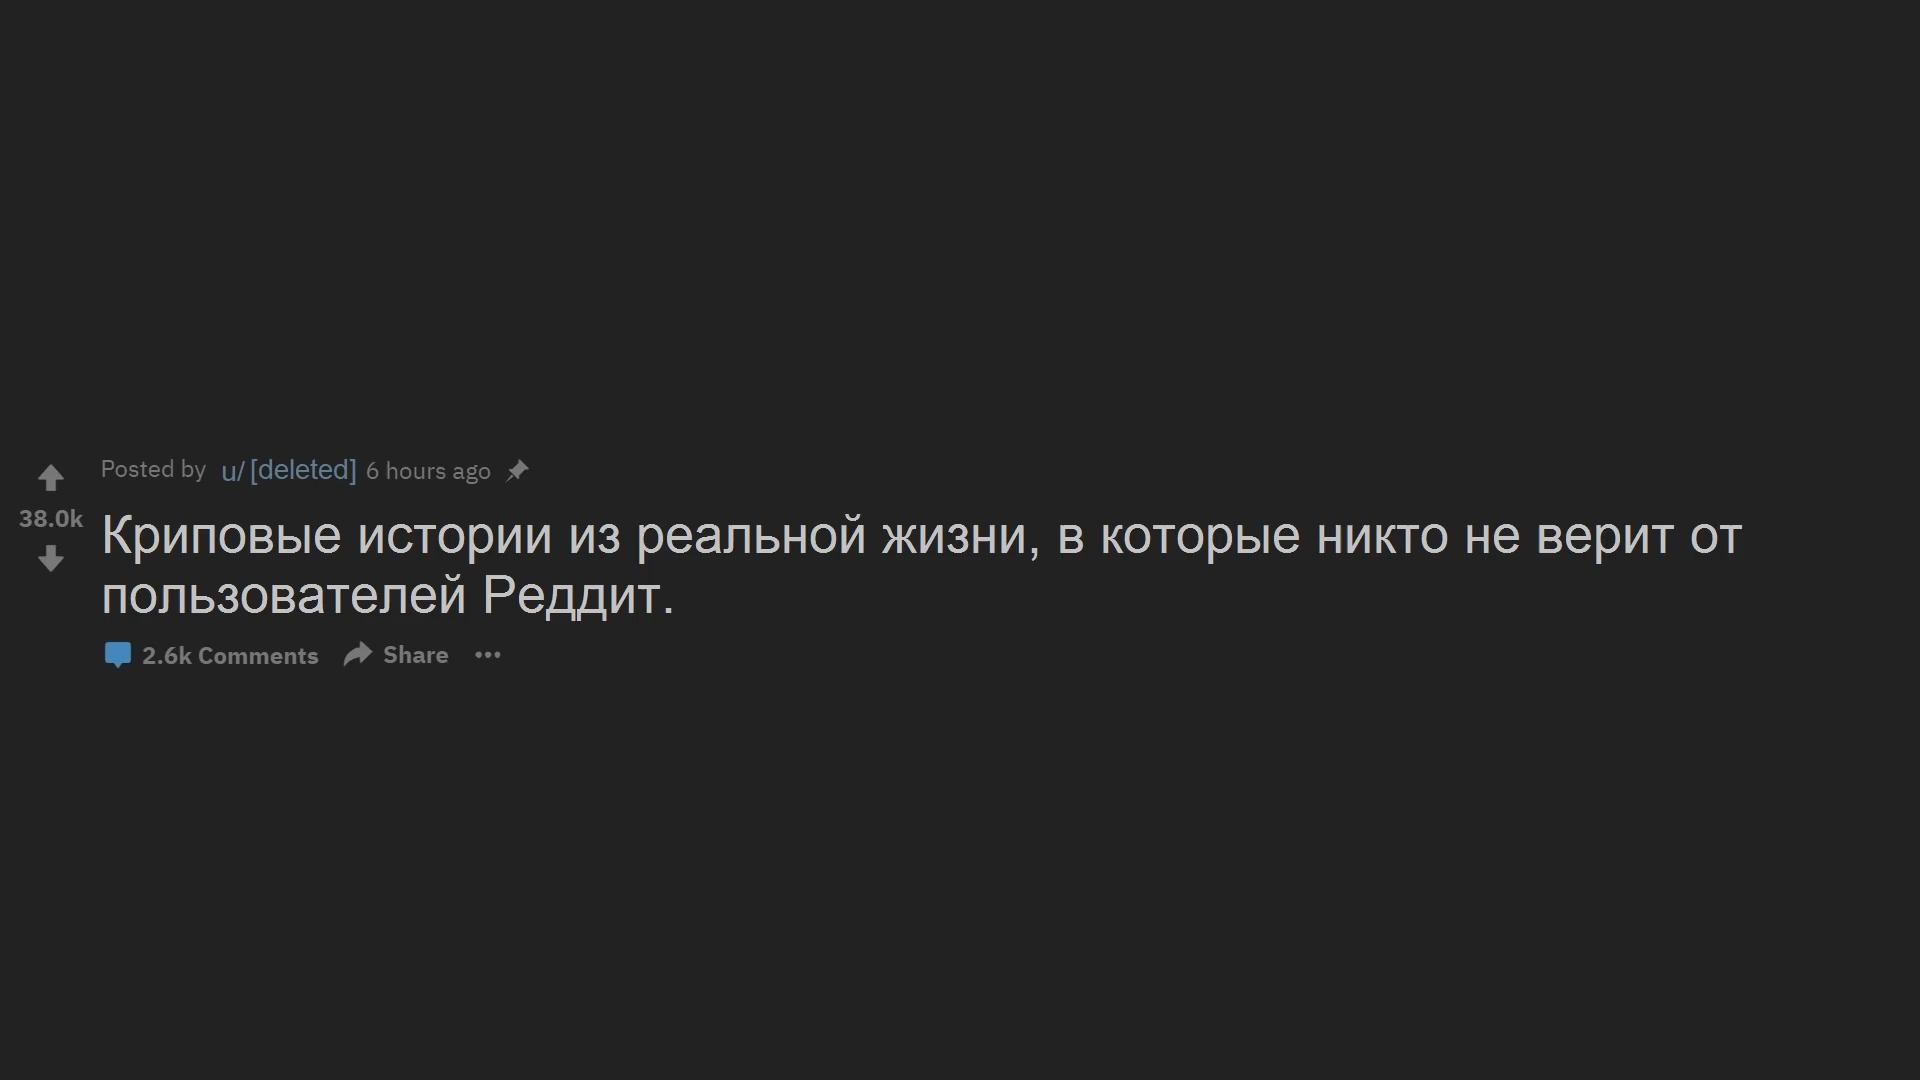 Posted by u/[deleted] 6 hours ago
38.0k
Криповые истории из реальной жизни, в которые никто не верит от
пользователей Реддит.
2.6k Comments Share ...